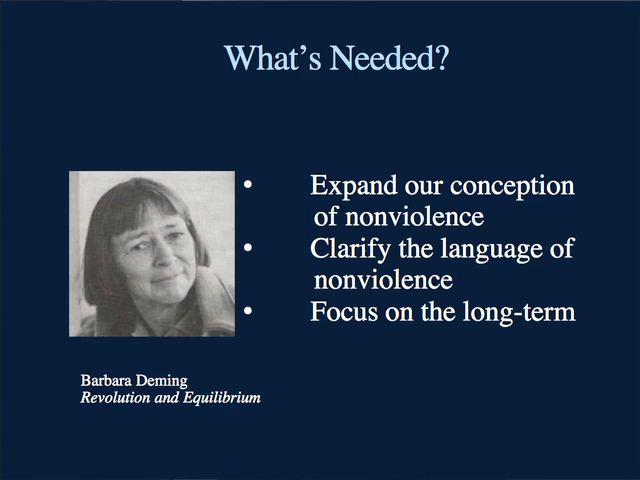 What’s Needed?
• Expand our conception
of nonviolence
• Clarify the language of
nonviolence
• Focus on the long-term
Barbara Deming
Revolution and Equilibrium